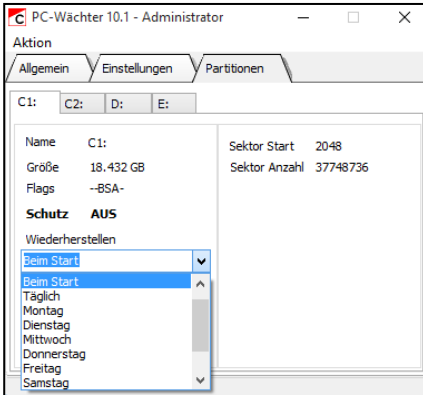 PC-Wächter 10.1 - Administrator
Aktion
Allgemein Einstellungen Partitionen
C1: C2: D: E:
Name C1:
Größe 18.432 GB
Flags --BSA-
Schutz AUS
Wiederherstellen
Beim Start
Beim Start
Täglich
Montag
Dienstag
Mittwoch
Donnerstag
Freitag
Samstag
Sektor Start 2048
Sektor Anzahl 37748736